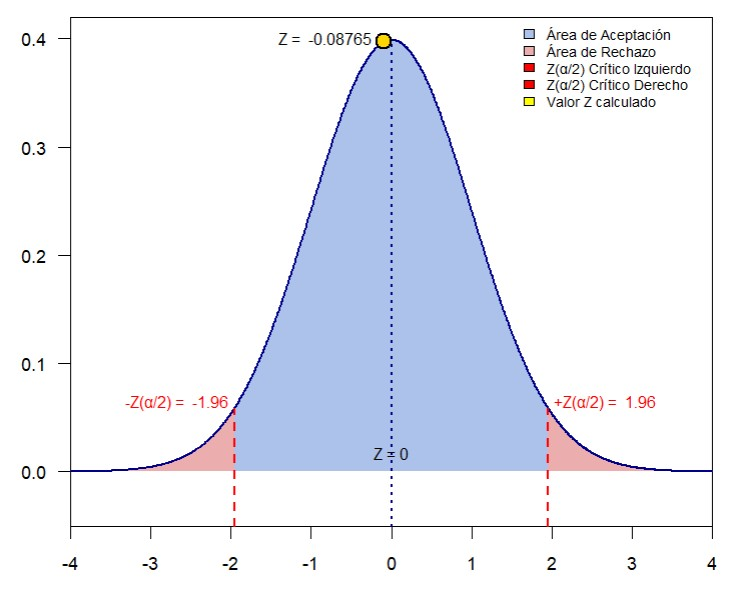 Z = -0.08765
Área de Aceptación
Área de Rechazo
Z(α/2) Crítico Izquierdo
Z(α/2) Crítico Derecho
Valor Z calculado
0.4
0.3
0.2
0.1
0.0
-Z(α/2) = -1.96
+Z(α/2) = 1.96
Z = 0
-4 -3 -2 -1 0 1 2 3 4